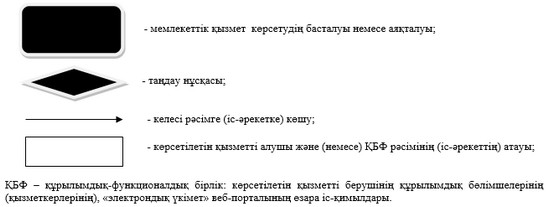 - мемлекеттік қызмет көрсетудің басталуы немесе аяқталуы;
- таңдау нұсқасы;
- келесі рәсімге (іс-әрекетке) көшу;
- көрсетілетін қызметті алушы және (немесе) ҚБФ рәсімінің (іс-әрекеттің) атауы;
ҚБФ – құрылымдық-функционалдық бірлік: көрсетілетін қызметті берушінің құрылымдық бөлімшелерінің
(қызметкерлерінің), «электрондық үкімет» веб-порталының өзара іс-қимылдары.